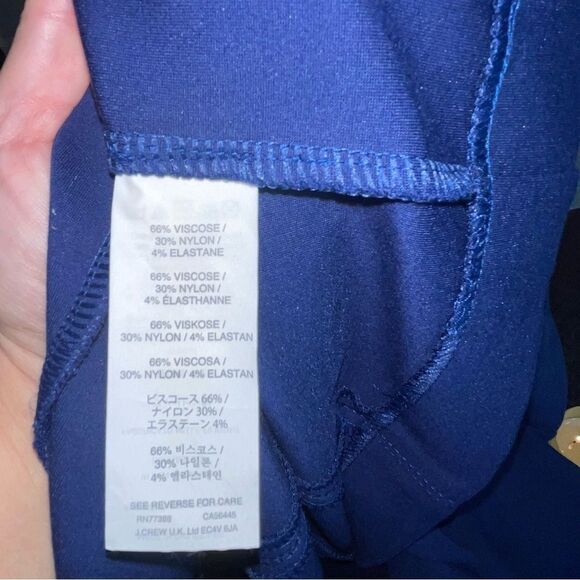 66% VISCOSE /
30% NYLON /
4% ELASTANE
66% VISCOSE /
30% NYLON /
4% ÉLASTHANNE
66% VISKOSE /
30% NYLON / 4% ELASTAN
66% VISCOSA /
30% NYLON / 4% ELASTAN
ビスコース 66% /
ナイロン 30% /
エラステーン 4%
66% 비스코스 /
30% 나일론 /
4% 엘라스테인
SEE REVERSE FOR CARE
RN77388 CA56445
J.CREW U.K. Ltd EC4V 6JA